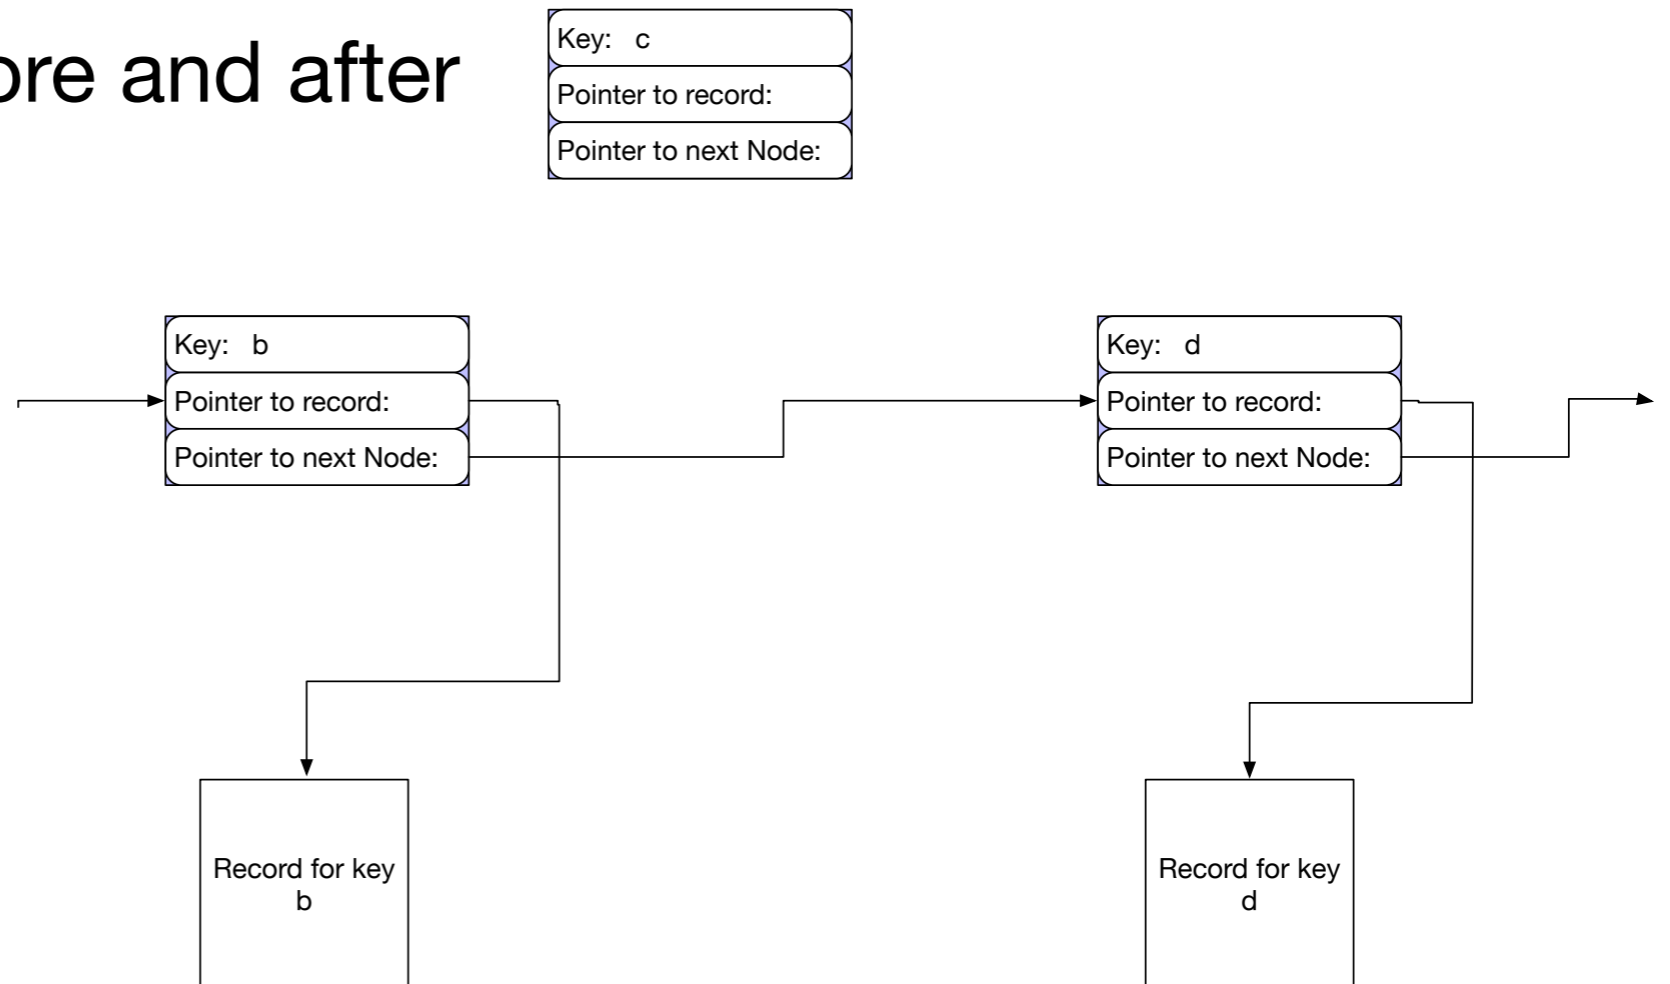 and after
Key: c
Pointer to record:
Pointer to next Node:
Key: b
Pointer to record:
Pointer to next Node:
Key: d
Pointer to record:
Pointer to next Node:
Record for key
b
Record for key
d